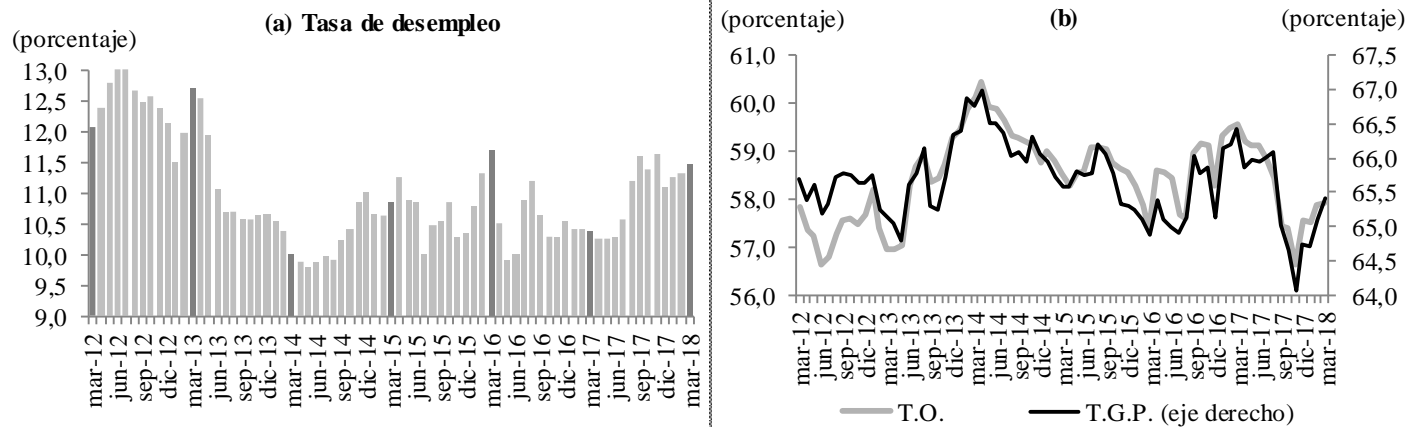 (a) Tasa de desempleo
(porcentaje)
13,0
12,5
12,0
11,5
11,0
10,5
10,0
9,5
9,0
mar-12
jun-12
sep-12
dic-12
mar-13
jun-13
sep-13
dic-13
mar-14
jun-14
sep-14
dic-14
mar-15
jun-15
sep-15
dic-15
mar-16
jun-16
sep-16
dic-16
mar-17
jun-17
sep-17
dic-17
mar-18
(porcentaje)
(b)
(porcentaje)
61,0
60,0
59,0
58,0
57,0
56,0
67,5
67,0
66,5
66,0
65,5
65,0
64,5
64,0
mar-12
jun-12
sep-12
dic-12
mar-13
jun-13
sep-13
dic-13
mar-14
jun-14
sep-14
dic-14
mar-15
jun-15
sep-15
dic-15
mar-16
jun-16
sep-16
dic-16
mar-17
jun-17
sep-17
dic-17
mar-18
T.O.
T.G.P. (eje derecho)